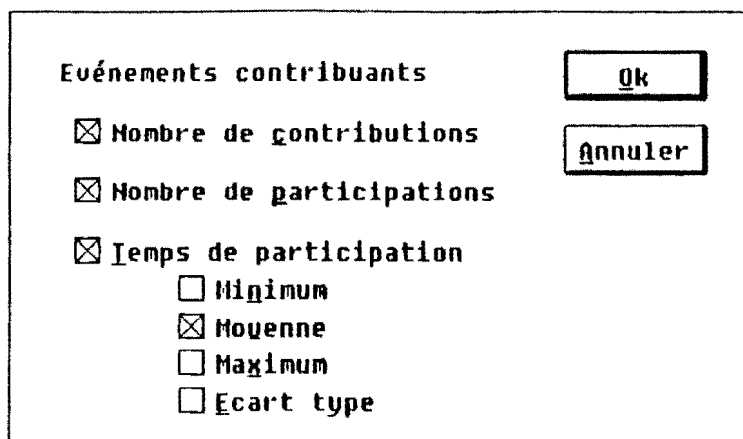 Evénements contribuants
Ok
Nombre de contributions
Annuler
Nombre de participations
Temps de participation
Minimum
Moyenne
Maximum
Ecart type